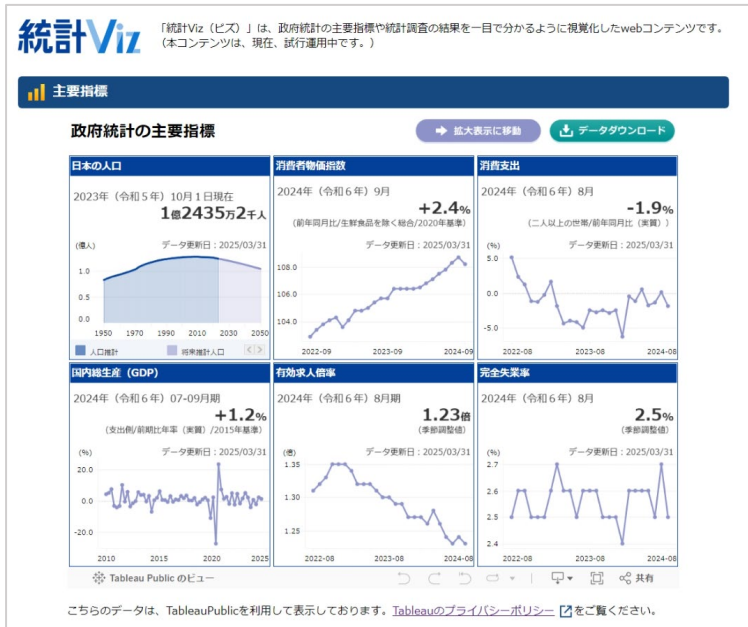 統計Viz
「統計Viz（ビズ）」は、政府統計の主要指標や統計調査の結果を一目で分かるように視覚化したwebコンテンツです。
（本コンテンツは、現在、試行運用中です。）
主要指標
政府統計の主要指標
拡大表示に移動
データダウンロード
日本の人口
2023年（令和５年）10月１日現在
1億2435万2千人
データ更新日：2025/03/31
(億人)
1.0
0.5
0.0
1950 1970 1990 2010 2030 2050
人口推計 将来推計人口
消費者物価指数
2024年（令和６年）9月
+2.4%
(前年同月比/生鮮食品を除く総合/2020年基準)
データ更新日：2025/03/31
108.0
106.0
104.0
2022-09 2023-09 2024-09
消費支出
2024年（令和６年）8月
-1.9%
(二人以上の世帯/前年同月比（実質）)
データ更新日：2025/03/31
(%)
5.0
0.0
-5.0
2022-08 2023-08 2024-08
国内総生産（GDP）
2024年（令和６年）07-09月期
+1.2%
(支出側/前期比年率（実質）/2015年基準)
データ更新日：2025/03/31
(%)
20.0
0.0
-20.0
2010 2015 2020 2025
有効求人倍率
2024年（令和６年）8月期
1.23倍
(季節調整値)
データ更新日：2025/03/31
(倍)
1.35
1.30
1.25
2022-08 2023-08 2024-08
完全失業率
2024年（令和６年）8月
2.5%
(季節調整値)
データ更新日：2025/03/31
(%)
2.7
2.6
2.5
2.4
2022-08 2023-08 2024-08
Tableau Public のビュー
共有
こちらのデータは、TableauPublicを利用して表示しております。Tableauのプライバシーポリシー をご覧ください。